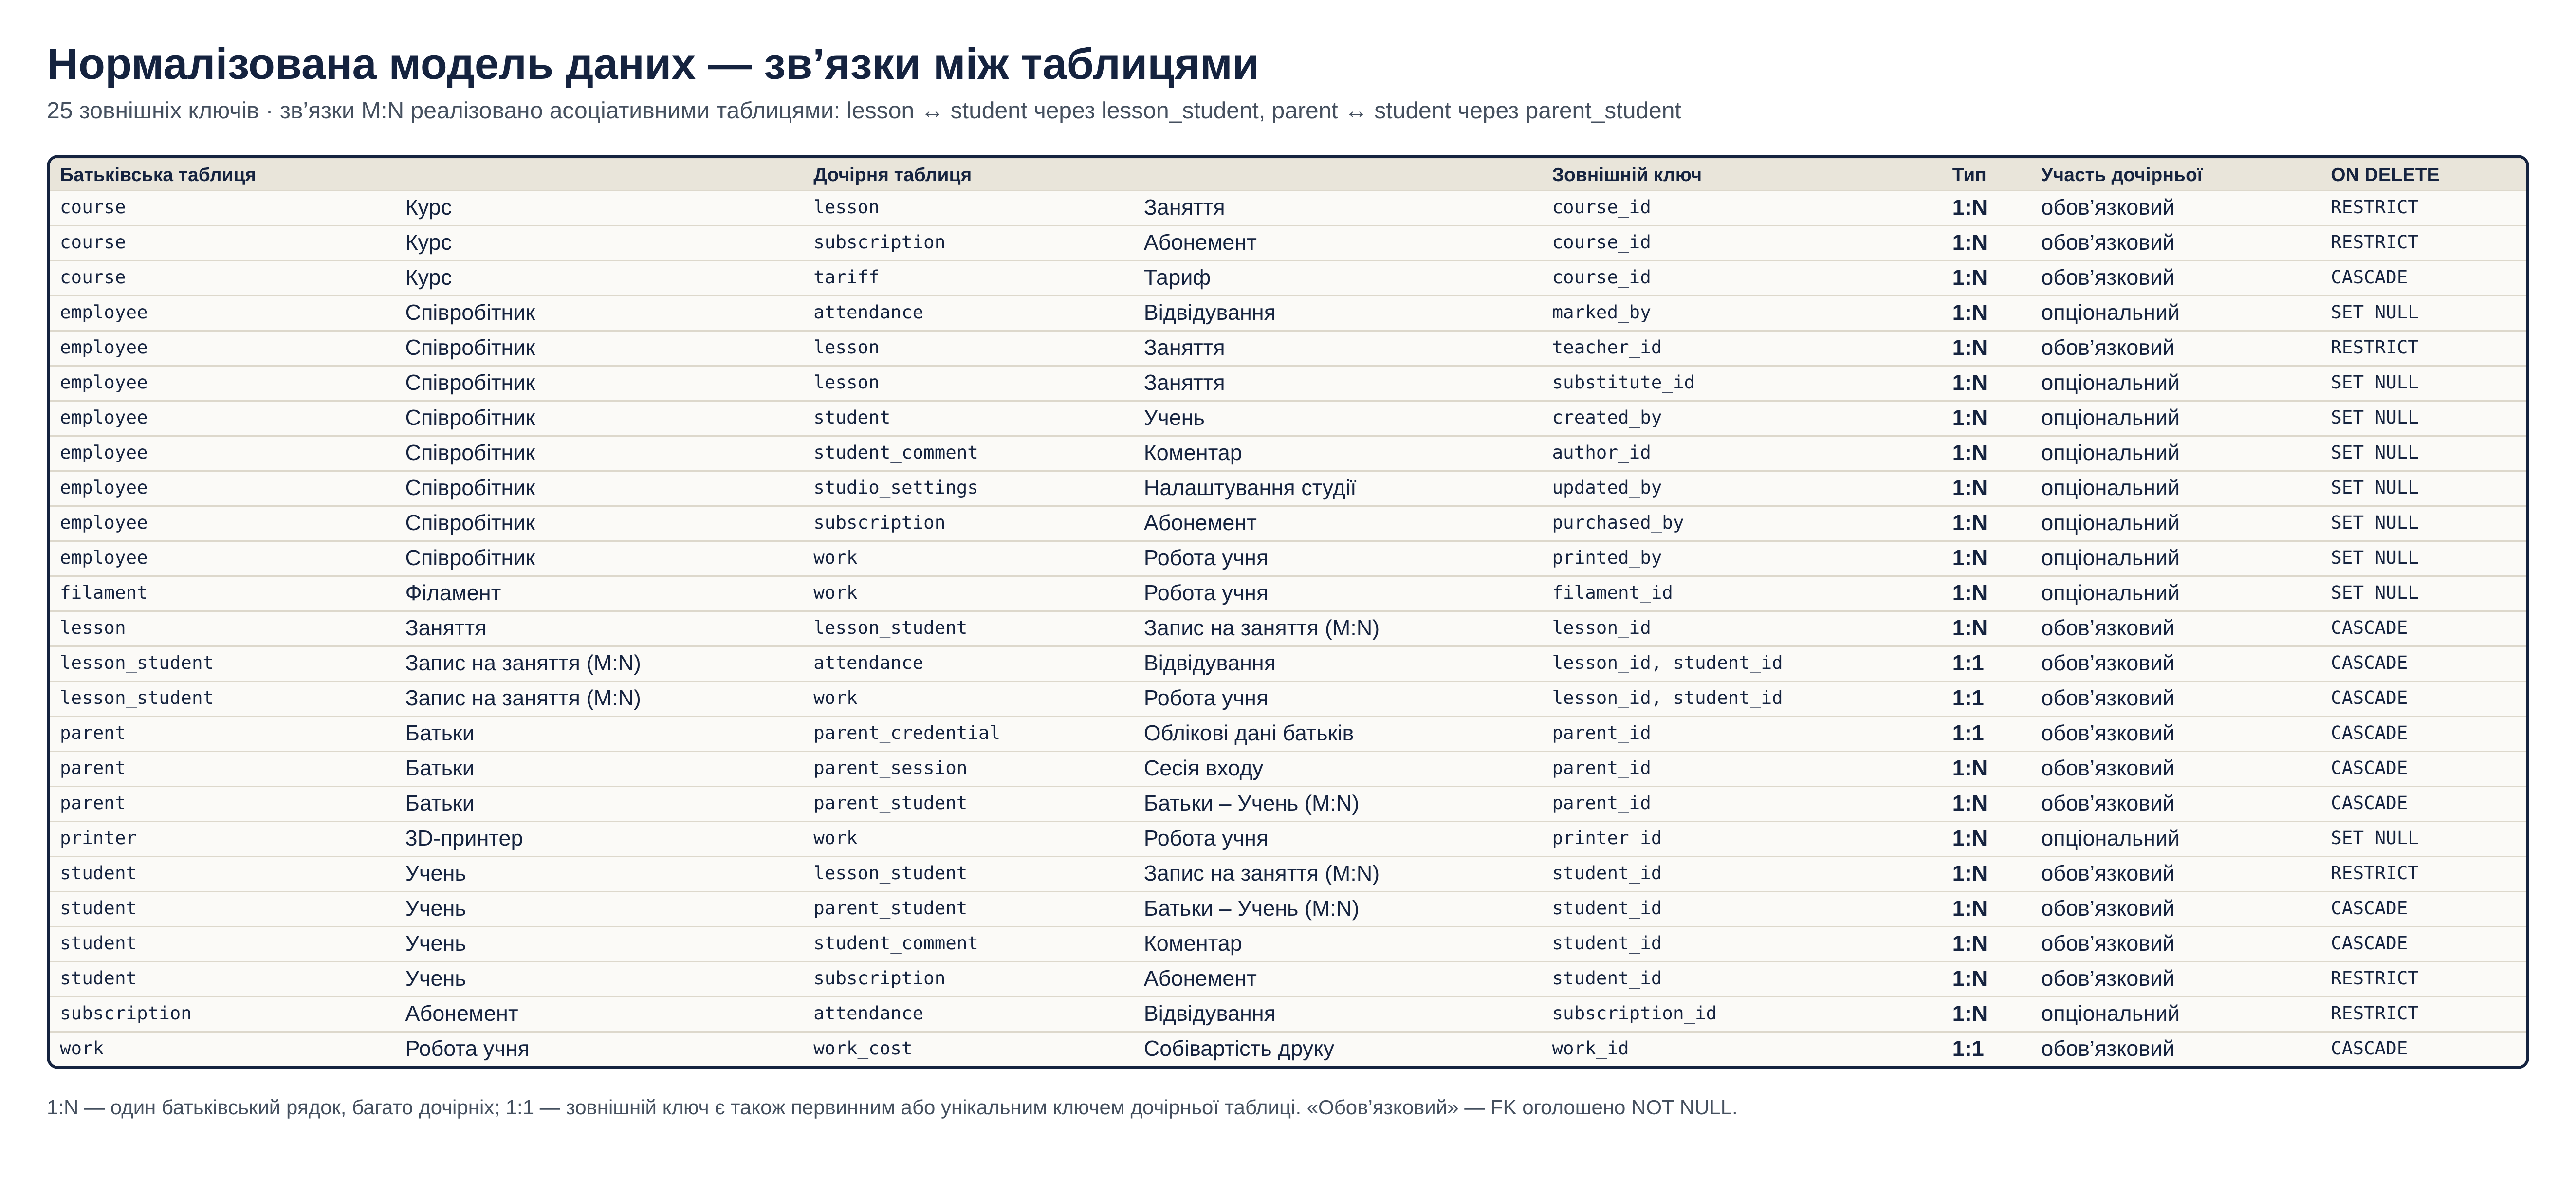 Нормалізована модель даних — зв’язки між таблицями
25 зовнішніх ключів · зв’язки M:N реалізовано асоціативними таблицями: lesson ↔ student через lesson_student, parent ↔ student через parent_student
Батьківська таблиця Дочірня таблиця Зовнішній ключ Тип Участь дочірньої ON DELETE
course Курс lesson Заняття course_id 1:N обов’язковий RESTRICT
course Курс subscription Абонемент course_id 1:N обов’язковий RESTRICT
course Курс tariff Тариф course_id 1:N обов’язковий CASCADE
employee Співробітник attendance Відвідування marked_by 1:N опціональний SET NULL
employee Співробітник lesson Заняття teacher_id 1:N обов’язковий RESTRICT
employee Співробітник lesson Заняття substitute_id 1:N опціональний SET NULL
employee Співробітник student Учень created_by 1:N опціональний SET NULL
employee Співробітник student_comment Коментар author_id 1:N опціональний SET NULL
employee Співробітник studio_settings Налаштування студії updated_by 1:N опціональний SET NULL
employee Співробітник subscription Абонемент purchased_by 1:N опціональний SET NULL
employee Співробітник work Робота учня printed_by 1:N опціональний SET NULL
filament Філамент work Робота учня filament_id 1:N опціональний SET NULL
lesson Заняття lesson_student Запис на заняття (M:N) lesson_id 1:N обов’язковий CASCADE
lesson_student Запис на заняття (M:N) attendance Відвідування lesson_id, student_id 1:1 обов’язковий CASCADE
lesson_student Запис на заняття (M:N) work Робота учня lesson_id, student_id 1:1 обов’язковий CASCADE
parent Батьки parent_credential Облікові дані батьків parent_id 1:1 обов’язковий CASCADE
parent Батьки parent_session Сесія входу parent_id 1:N обов’язковий CASCADE
parent Батьки parent_student Батьки – Учень (M:N) parent_id 1:N обов’язковий CASCADE
printer 3D-принтер work Робота учня printer_id 1:N опціональний SET NULL
student Учень lesson_student Запис на заняття (M:N) student_id 1:N обов’язковий RESTRICT
student Учень parent_student Батьки – Учень (M:N) student_id 1:N обов’язковий CASCADE
student Учень student_comment Коментар student_id 1:N обов’язковий CASCADE
student Учень subscription Абонемент student_id 1:N обов’язковий RESTRICT
subscription Абонемент attendance Відвідування subscription_id 1:N опціональний RESTRICT
work Робота учня work_cost Собівартість друку work_id 1:1 обов’язковий CASCADE
1:N — один батьківський рядок, багато дочірніх; 1:1 — зовнішній ключ є також первинним або унікальним ключем дочірньої таблиці. «Обов’язковий» — FK оголошено NOT NULL.